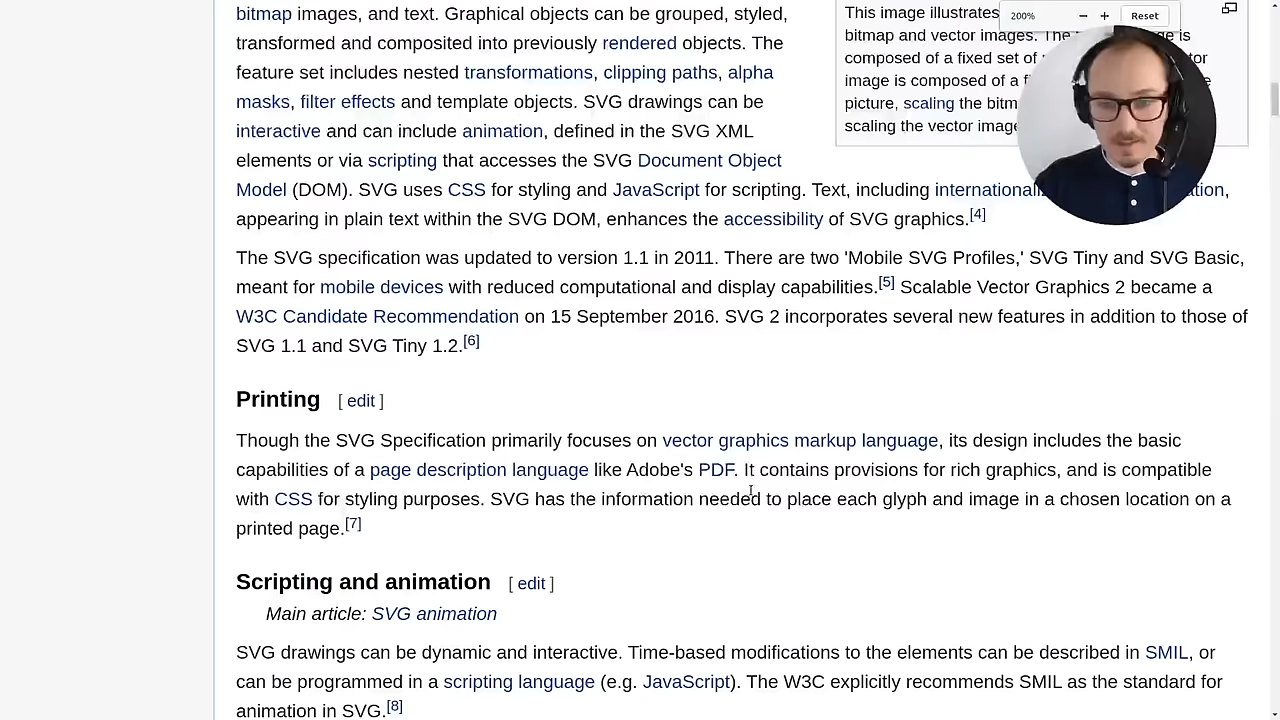 bitmap images, and text. Graphical objects can be grouped, styled,
transformed and composited into previously rendered objects. The
feature set includes nested transformations, clipping paths, alpha
masks, filter effects and template objects. SVG drawings can be
interactive and can include animation, defined in the SVG XML
elements or via scripting that accesses the SVG Document Object
Model (DOM). SVG uses CSS for styling and JavaScript for scripting. Text, including
appearing in plain text within the SVG DOM, enhances the accessibility of SVG graphics.[4]
This image illustrates
200% − + Reset
bitmap and vector images. The
is
composed of a fixed set of
image is composed of a
picture, scaling the
scaling the vector
The SVG specification was updated to version 1.1 in 2011. There are two 'Mobile SVG Profiles,' SVG Tiny and SVG Basic,
meant for mobile devices with reduced computational and display capabilities.[5] Scalable Vector Graphics 2 became a
W3C Candidate Recommendation on 15 September 2016. SVG 2 incorporates several new features in addition to those of
SVG 1.1 and SVG Tiny 1.2.[6]
Printing [ edit ]
Though the SVG Specification primarily focuses on vector graphics markup language, its design includes the basic
capabilities of a page description language like Adobe's PDF. It contains provisions for rich graphics, and is compatible
with CSS for styling purposes. SVG has the information needed to place each glyph and image in a chosen location on a
printed page.[7]
Scripting and animation [ edit ]
Main article: SVG animation
SVG drawings can be dynamic and interactive. Time-based modifications to the elements can be described in SMIL, or
can be programmed in a scripting language (e.g. JavaScript). The W3C explicitly recommends SMIL as the standard for
animation in SVG.[8]